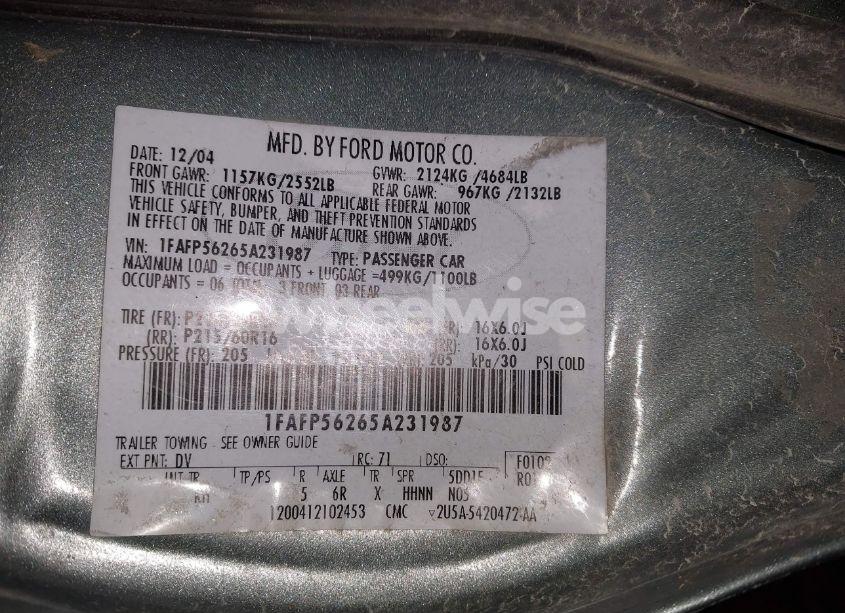 MFD. BY FORD MOTOR CO.
DATE: 12/04 GVWR: 2124KG /4684LB
FRONT GAWR: 1157KG/2552LB REAR GAWR: 967KG/2132LB
THIS VEHICLE CONFORMS TO ALL APPLICABLE FEDERAL MOTOR
VEHICLE SAFETY, BUMPER, AND THEFT PREVENTION STANDARDS
IN EFFECT ON THE DATE OF MANUFACTURE SHOWN ABOVE.
VIN: 1FAFP56265A231987 TYPE: PASSENGER CAR
MAXIMUM LOAD = OCCUPANTS + LUGGAGE =499KG/1100LB
OCCUPANTS = 06 TOTAL 3 FRONT 03 REAR
wheelwise
TIRE (FR): 16X6.0J
(RR): P215/60R16 (RR): 16X6.0J
PRESSURE (FR): 205 205 kPa/30 PSI COLD
1FAFP56265A231987
TRAILER TOWING - SEE OWNER GUIDE
EXT PNT: DV RC: 71 DSO:
INT TR TP/PS R AXLE TR SPR
5 6R X HHNN
1200412102453 CMC ▽2U5A-5420472-AA